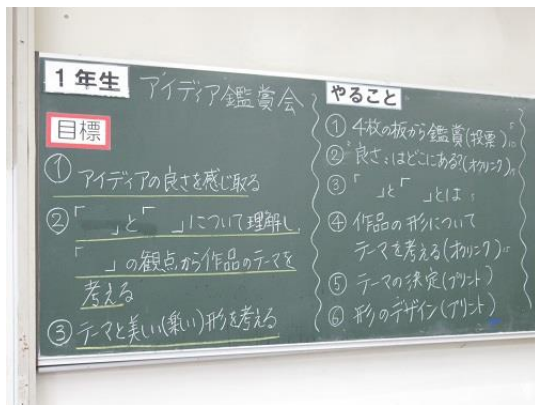 1年生
アイディア鑑賞会
目標
① アイディアの良さを感じ取る
②「　　」と「　　」について理解し、
「　　」の観点から作品のテーマを
考える
③ テーマと美しい(楽しい)形を考える
やること
① 4枚の板から鑑賞(投票)
② "良さ"はどこにある?(オクリンク)
③ 「　」と「　」とは
④ 作品の形について
テーマを考える(オクリンク)
⑤ テーマの決定(プリント)
⑥ 形のデザイン(プリント)